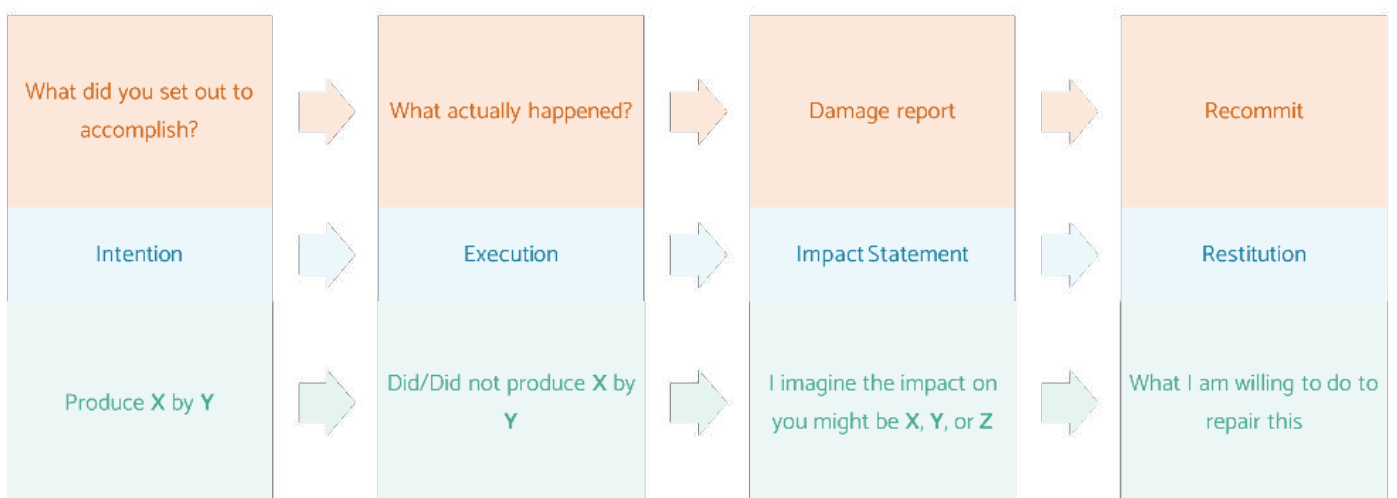 What did you set out to
accomplish?
What actually happened?
Damage report
Recommit
Intention
Execution
Impact Statement
Restitution
Produce X by Y
Did/Did not produce X by
Y
I imagine the impact on
you might be X, Y, or Z
What I am willing to do to
repair this